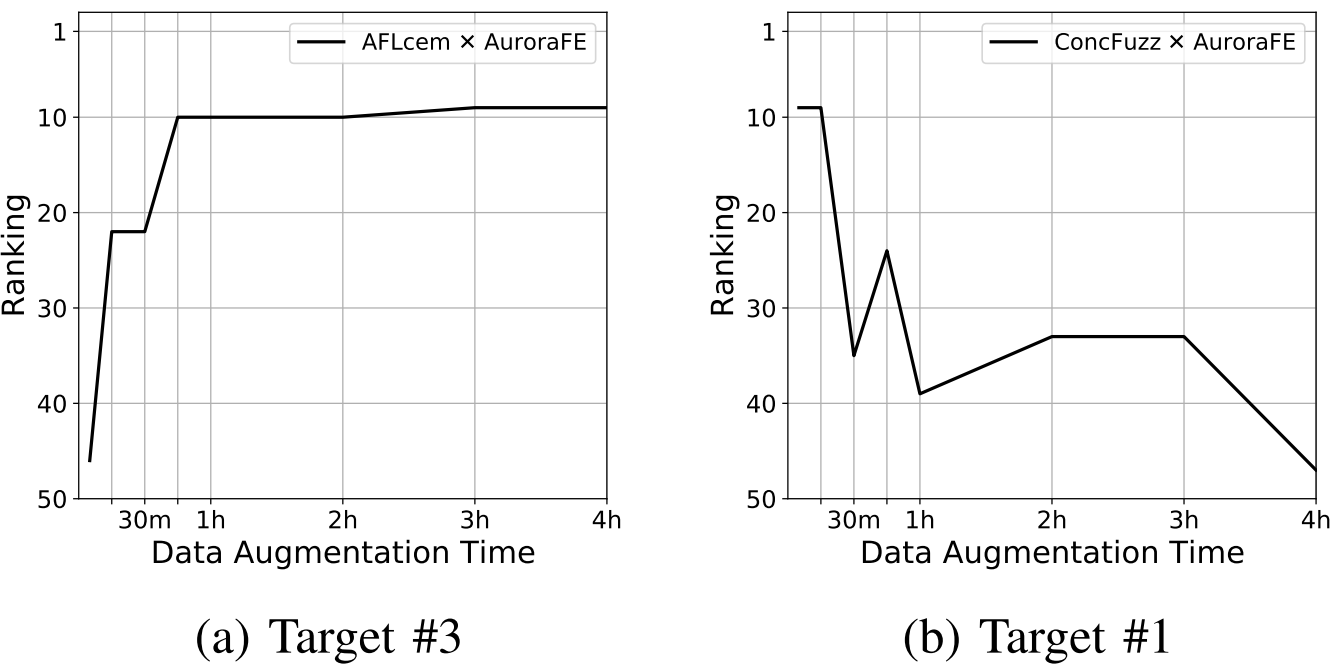 AFLcem × AuroraFE
1
10
20
30
40
50
Ranking
30m 1h 2h 3h 4h
Data Augmentation Time
(a) Target #3
ConcFuzz × AuroraFE
1
10
20
30
40
50
Ranking
30m 1h 2h 3h 4h
Data Augmentation Time
(b) Target #1